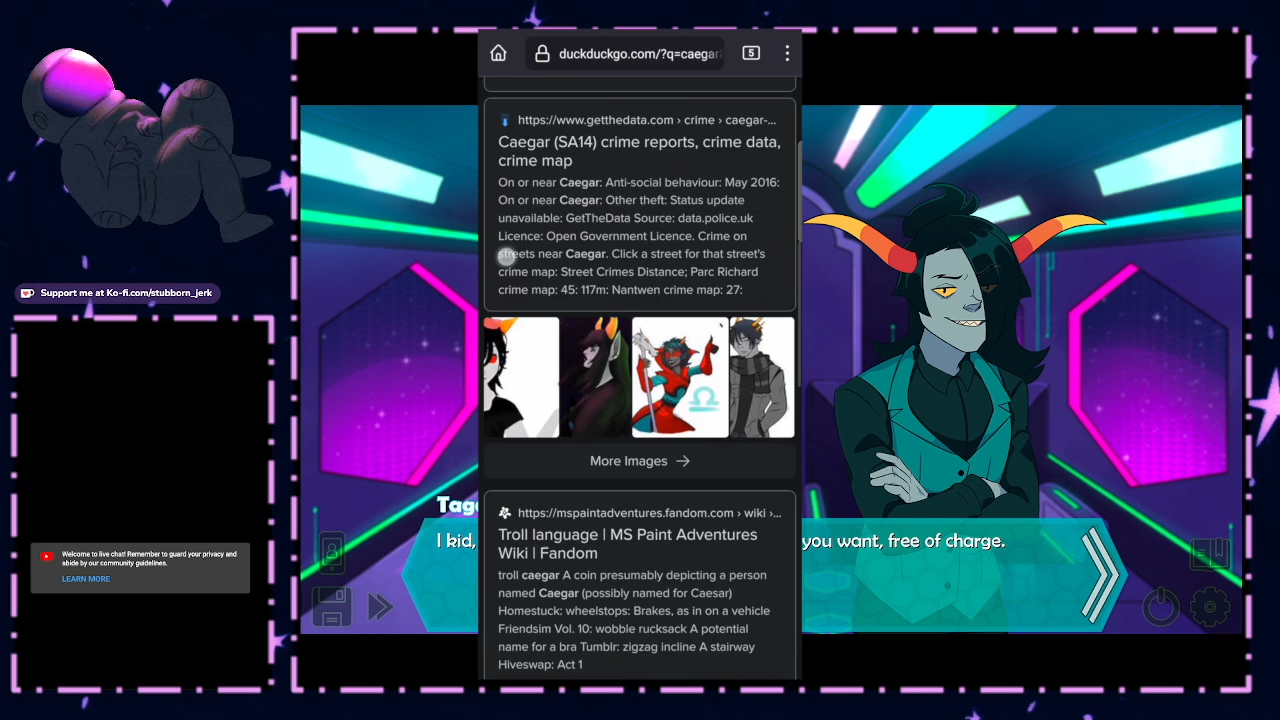 duckduckgo.com/?q=caegar
5
https://www.getthedata.com › crime › caegar-...
Caegar (SA14) crime reports, crime data,
crime map
On or near Caegar: Anti-social behaviour: May 2016:
On or near Caegar: Other theft: Status update
unavailable: GetTheData Source: data.police.uk
Licence: Open Government Licence. Crime on
streets near Caegar. Click a street for that street's
crime map: Street Crimes Distance; Parc Richard
crime map: 45: 117m: Nantwen crime map: 27:
More Images →
https://mspaintadventures.fandom.com › wiki ›...
Troll language | MS Paint Adventures
Wiki | Fandom
troll caegar A coin presumably depicting a person
named Caegar (possibly named for Caesar)
Homestuck: wheelstops: Brakes, as in on a vehicle
Friendsim Vol. 10: wobble rucksack A potential
name for a bra Tumblr: zigzag incline A stairway
Hiveswap: Act 1
Support me at Ko-fi.com/stubborn_jerk
Welcome to live chat! Remember to guard your privacy and
abide by our community guidelines.
LEARN MORE
I kid, you want, free of charge.